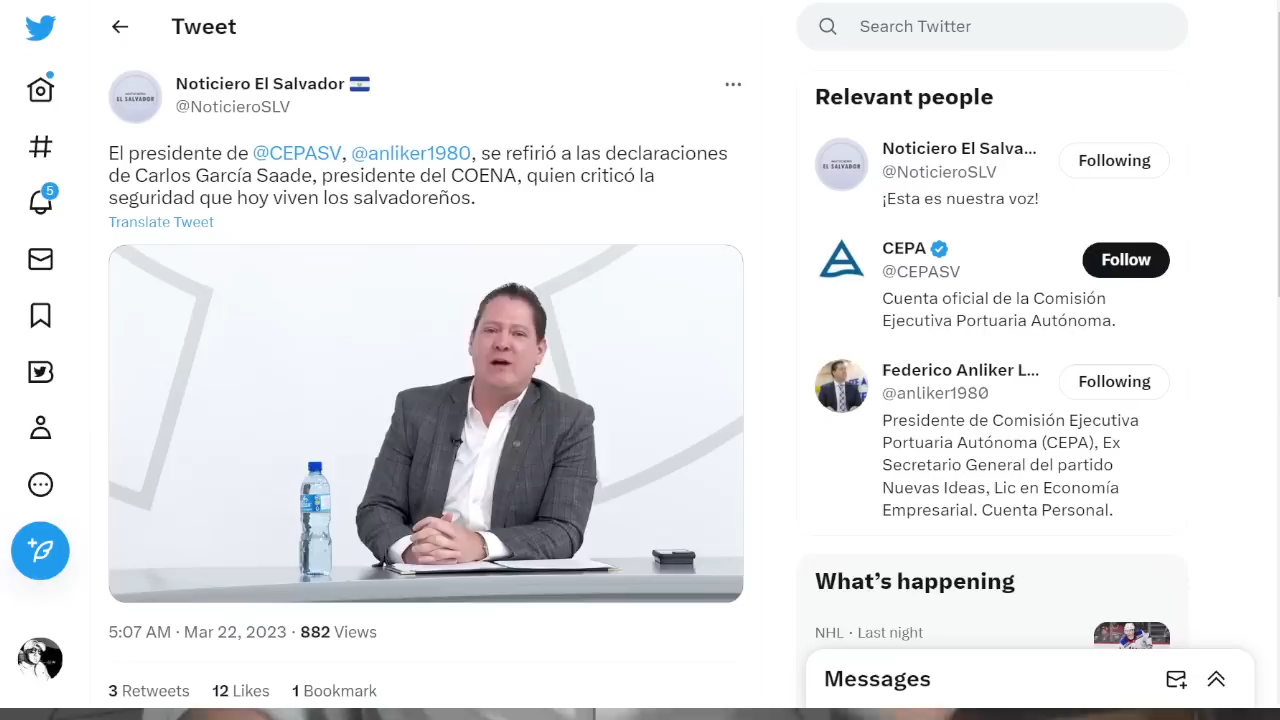 Tweet
Search Twitter
Noticiero El Salvador
@NoticieroSLV
El presidente de @CEPASV, @anliker1980, se refirió a las declaraciones
de Carlos García Saade, presidente del COENA, quien criticó la
seguridad que hoy viven los salvadoreños.
Translate Tweet
5:07 AM · Mar 22, 2023 · 882 Views
3 Retweets 12 Likes 1 Bookmark
5
Relevant people
Noticiero El Salva...
@NoticieroSLV
Following
¡Esta es nuestra voz!
CEPA
@CEPASV
Follow
Cuenta oficial de la Comisión
Ejecutiva Portuaria Autónoma.
Federico Anliker L...
@anliker1980
Following
Presidente de Comisión Ejecutiva
Portuaria Autónoma (CEPA), Ex
Secretario General del partido
Nuevas Ideas, Lic en Economía
Empresarial. Cuenta Personal.
What's happening
NHL · Last night
Messages